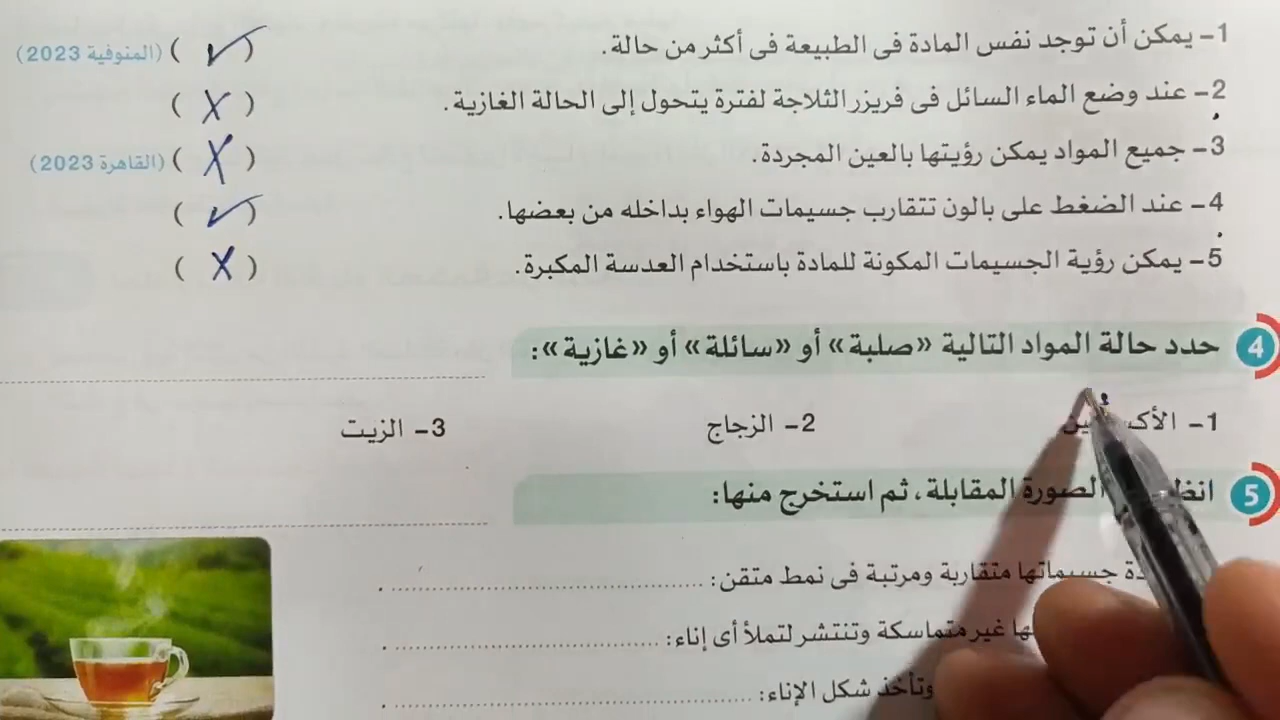 1- يمكن أن توجد نفس المادة فى الطبيعة فى أكثر من حالة. (✓) (المنوفية 2023)
2- عند وضع الماء السائل فى فريزر الثلاجة لفترة يتحول إلى الحالة الغازية. (X)
3- جميع المواد يمكن رؤيتها بالعين المجردة. (X) (القاهرة 2023)
4- عند الضغط على بالون تتقارب جسيمات الهواء بداخله من بعضها. (✓)
5- يمكن رؤية الجسيمات المكونة للمادة باستخدام العدسة المكبرة. (X)
4 حدد حالة المواد التالية «صلبة» أو «سائلة» أو «غازية»:
1- 2- الزجاج 3- الزيت
5 الصورة المقابلة، ثم استخرج منها:
جسيماتها متقاربة ومرتبة فى نمط متقن: ........................................ .
غير متماسكة وتنتشر لتملأ أى إناء: ........................................ .
وتأخذ شكل الإناء: ........................................ .